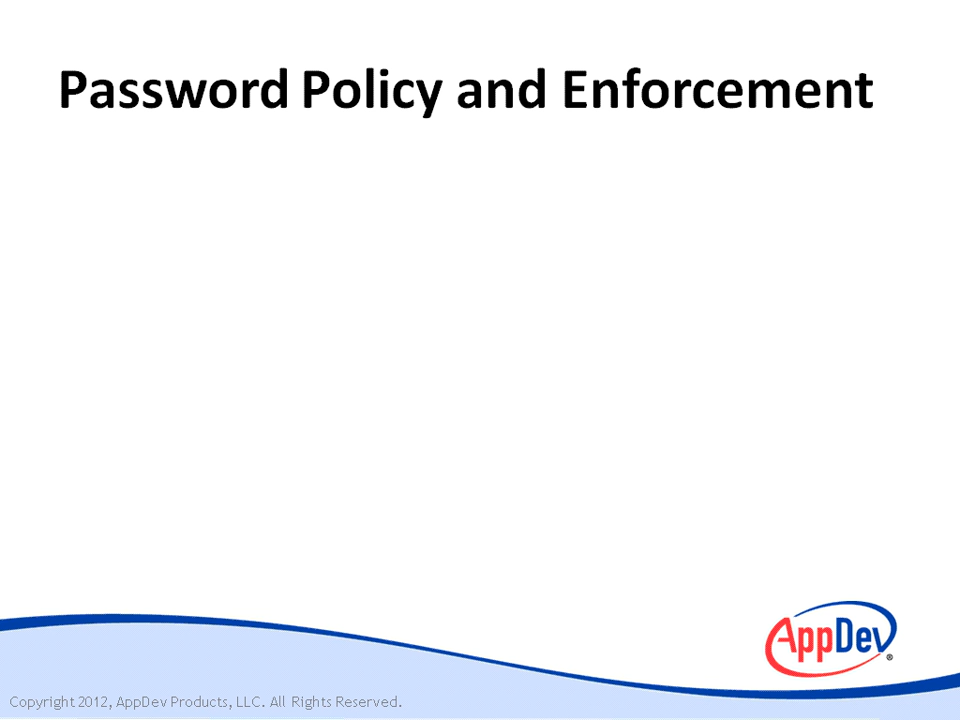 Password Policy and Enforcement
AppDev®
Copyright 2012, AppDev Products, LLC. All Rights Reserved.